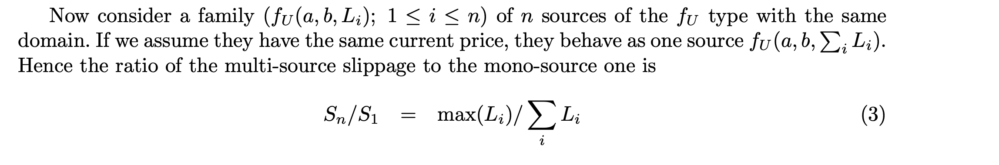 Now consider a family (f_U(a, b, L_i); 1 ≤ i ≤ n) of n sources of the f_U type with the same
domain. If we assume they have the same current price, they behave as one source f_U(a, b, ∑_i L_i).
Hence the ratio of the multi-source slippage to the mono-source one is
S_n/S_1 = max(L_i)/ ∑_i L_i (3)